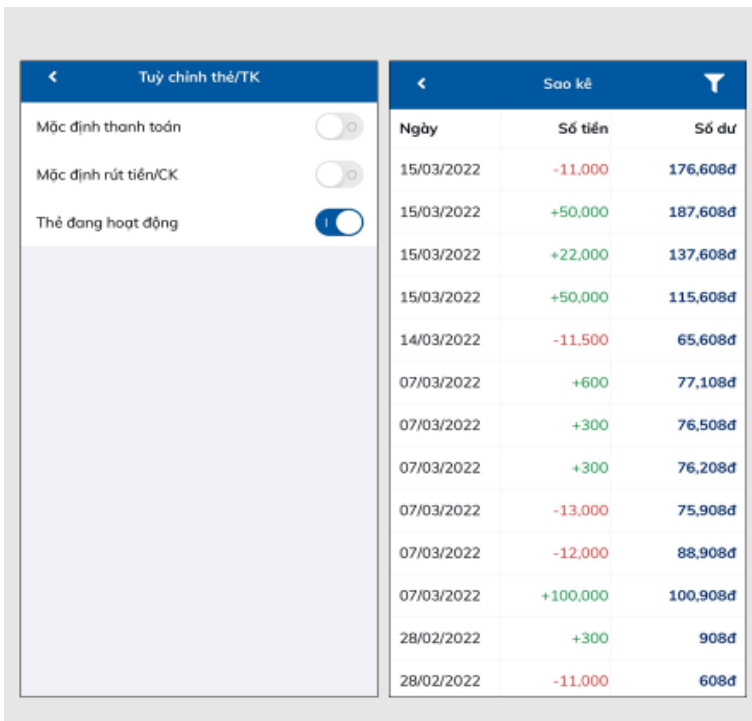 Tuỳ chỉnh thẻ/TK
Mặc định thanh toán
Mặc định rút tiền/CK
Thẻ đang hoạt động
Sao kê
Ngày Số tiền Số dư
15/03/2022 -11,000 176,608đ
15/03/2022 +50,000 187,608đ
15/03/2022 +22,000 137,608đ
15/03/2022 +50,000 115,608đ
14/03/2022 -11,500 65,608đ
07/03/2022 +600 77,108đ
07/03/2022 +300 76,508đ
07/03/2022 +300 76,208đ
07/03/2022 -13,000 75,908đ
07/03/2022 -12,000 88,908đ
07/03/2022 +100,000 100,908đ
28/02/2022 +300 908đ
28/02/2022 -11,000 608đ